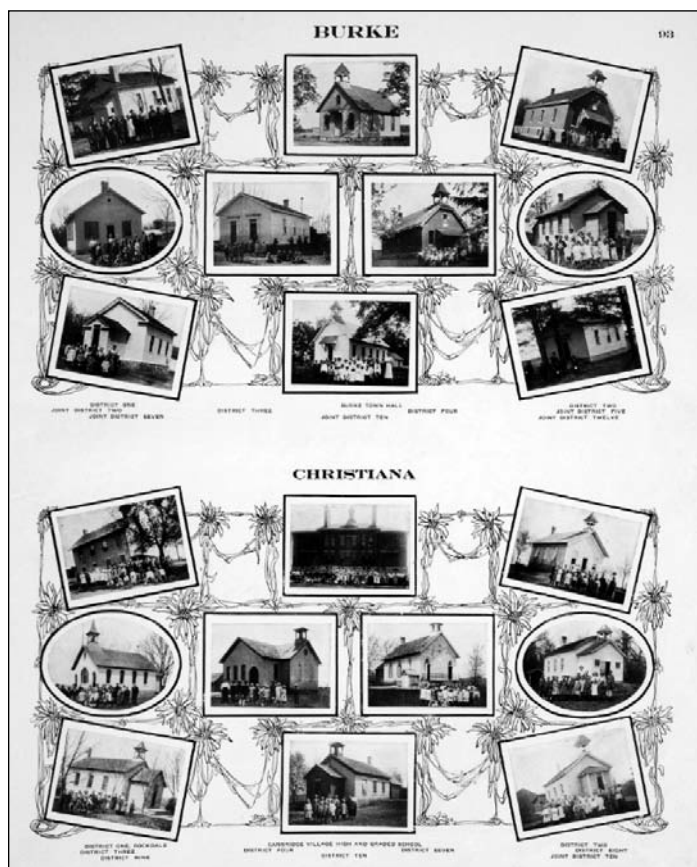 BURKE
93
DISTRICT ONE
JOINT DISTRICT TWO
JOINT DISTRICT SEVEN
DISTRICT THREE
BURKE TOWN HALL
JOINT DISTRICT TEN
DISTRICT FOUR
DISTRICT TWO
JOINT DISTRICT FIVE
JOINT DISTRICT TWELVE
CHRISTIANA
DISTRICT ONE, ROCKDALE
DISTRICT THREE
DISTRICT NINE
CAMBRIDGE VILLAGE HIGH AND GRADED SCHOOL
DISTRICT FOUR
DISTRICT SEVEN
DISTRICT TEN
DISTRICT TWO
DISTRICT EIGHT
JOINT DISTRICT TEN